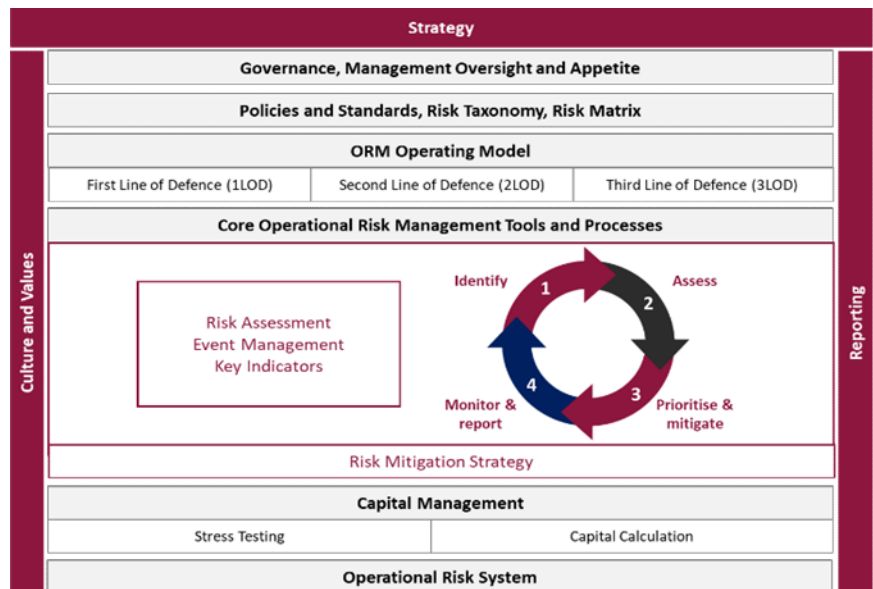 Strategy
Culture and Values
Governance, Management Oversight and Appetite
Policies and Standards, Risk Taxonomy, Risk Matrix
ORM Operating Model
First Line of Defence (1LOD)
Second Line of Defence (2LOD)
Third Line of Defence (3LOD)
Core Operational Risk Management Tools and Processes
Risk Assessment
Event Management
Key Indicators
Identify
1
2
Assess
3
Prioritise &
mitigate
4
Monitor &
report
Risk Mitigation Strategy
Capital Management
Stress Testing
Capital Calculation
Operational Risk System
Reporting